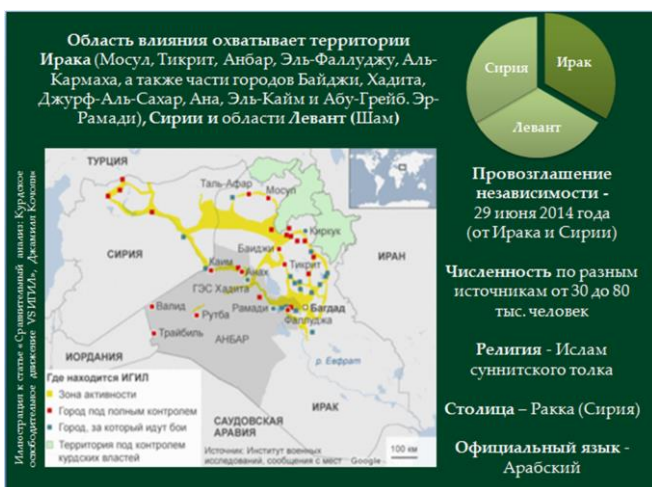 Область влияния охватывает территории
Ирака (Мосул, Тикрит, Анбар, Эль-Фаллуджу, Аль-
Кармаха, а также части городов Байджи, Хадита,
Джурф-Аль-Сахар, Ана, Эль-Кайм и Абу-Грейб. Эр-
Рамади), Сирии и области Левант (Шам)
Сирия
Ирак
Левант
Провозглашение
независимости -
29 июня 2014 года
(от Ирака и Сирии)
Численность по разным
источникам от 30 до 80
тыс. человек
Религия - Ислам
суннитского толка
Столица – Ракка (Сирия)
Официальный язык -
Арабский
Иллюстрация к статье «Сравнительный анализ: Курдское
освободительное движение VS ИГИЛ», Джамили Кочоян
ТУРЦИЯ
Таль-Афар
Мосул
Киркук
СИРИЯ
Баиджи
ИРАН
Каим
Анах
Тикрит
ГЭС Хадита
Валид
Рутба
Рамади
Багдад
Фаллуджа
Трайбиль
АНБАР
ИОРДАНИЯ
р. Евфрат
Где находится ИГИЛ
Зона активности
Город под полным контролем
Город, за который идут бои
Территория под контролем
курдских властей
САУДОВСКАЯ
АРАВИЯ
ИРАК
Источник: Институт военных
исследований, сообщения с мест
Google
100 км